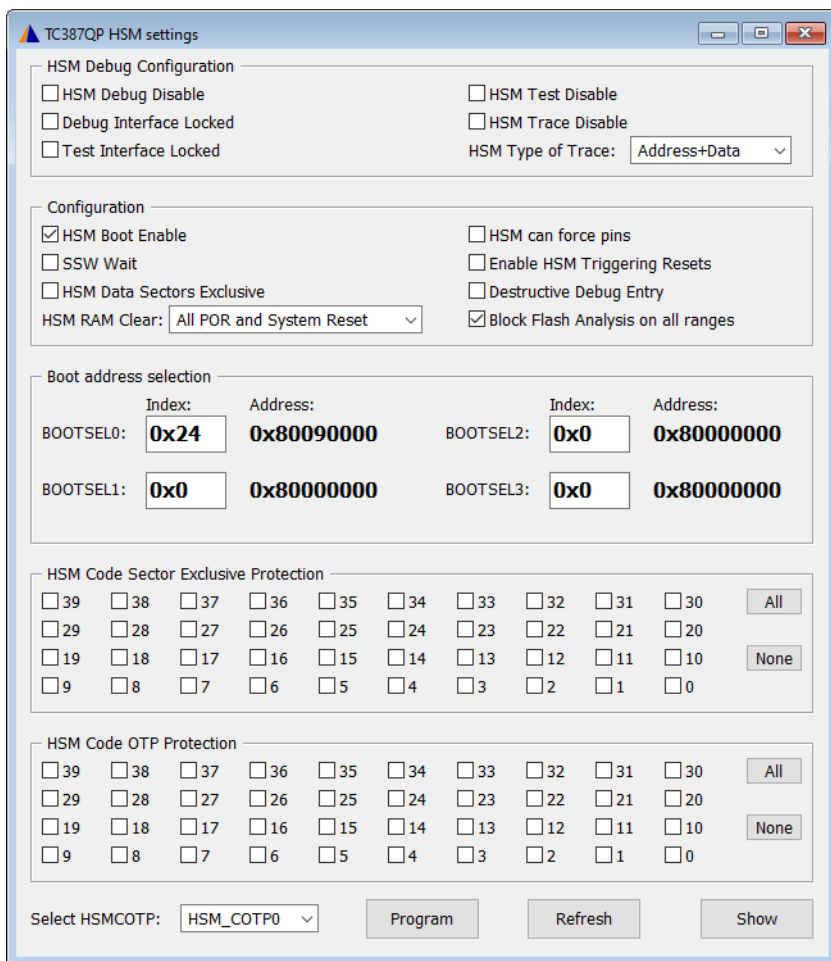 TC387QP HSM settings
HSM Debug Configuration
HSM Debug Disable
HSM Test Disable
Debug Interface Locked
HSM Trace Disable
Test Interface Locked
HSM Type of Trace: Address+Data
Configuration
HSM Boot Enable
HSM can force pins
SSW Wait
Enable HSM Triggering Resets
HSM Data Sectors Exclusive
Destructive Debug Entry
HSM RAM Clear: All POR and System Reset
Block Flash Analysis on all ranges
Boot address selection
Index: Address: Index: Address:
BOOTSEL0: 0x24 0x80090000 BOOTSEL2: 0x0 0x80000000
BOOTSEL1: 0x0 0x80000000 BOOTSEL3: 0x0 0x80000000
HSM Code Sector Exclusive Protection
39 38 37 36 35 34 33 32 31 30 All
29 28 27 26 25 24 23 22 21 20
19 18 17 16 15 14 13 12 11 10 None
9 8 7 6 5 4 3 2 1 0
HSM Code OTP Protection
39 38 37 36 35 34 33 32 31 30 All
29 28 27 26 25 24 23 22 21 20
19 18 17 16 15 14 13 12 11 10 None
9 8 7 6 5 4 3 2 1 0
Select HSMCOTP: HSM_COTP0 Program Refresh Show